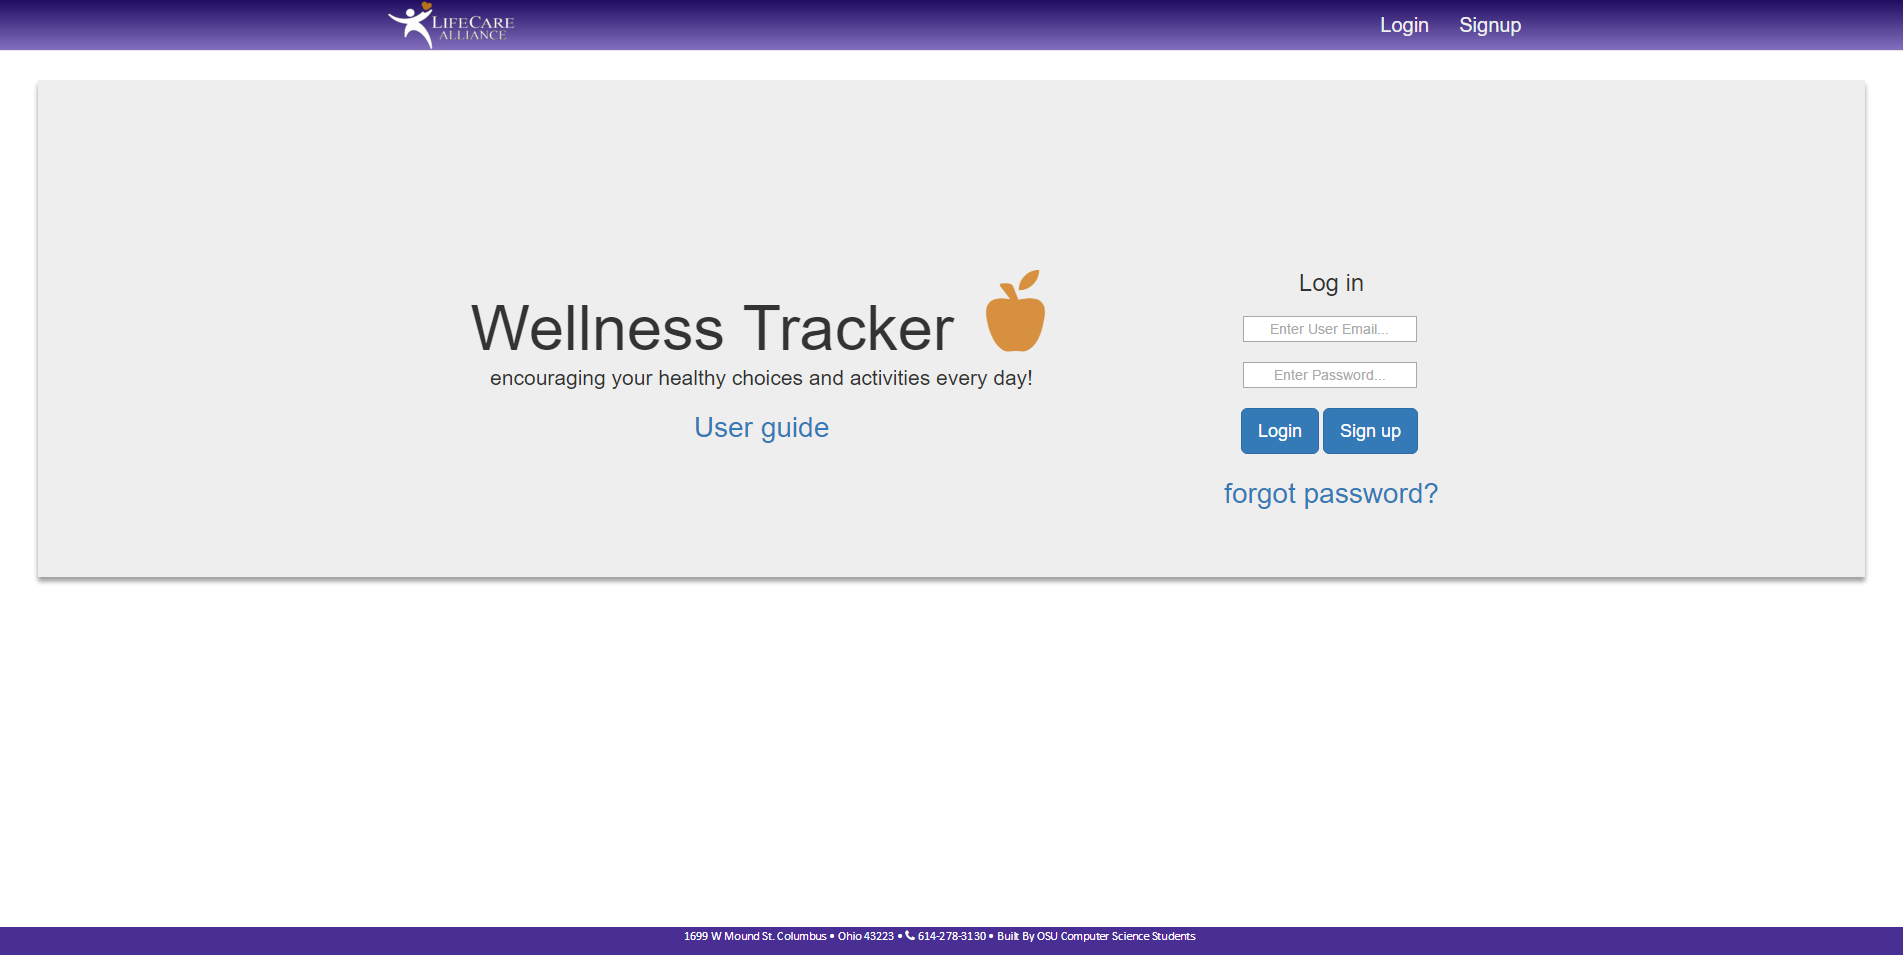 LIFECARE
ALLIANCE
Login Signup
Wellness Tracker
encouraging your healthy choices and activities every day!
User guide
Log in
Enter User Email...
Enter Password...
Login Sign up
forgot password?
1699 W Mound St. Columbus • Ohio 43223 • 614-278-3130 • Built By OSU Computer Science Students